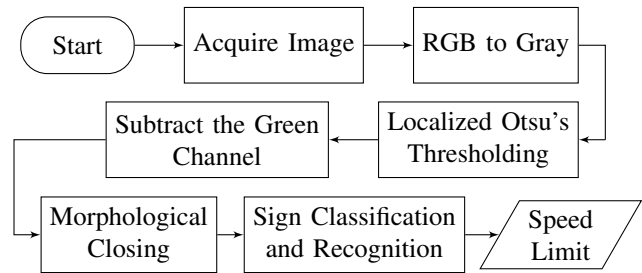 Start
Acquire Image
RGB to Gray
Localized Otsu's
Thresholding
Subtract the Green
Channel
Morphological
Closing
Sign Classification
and Recognition
Speed
Limit